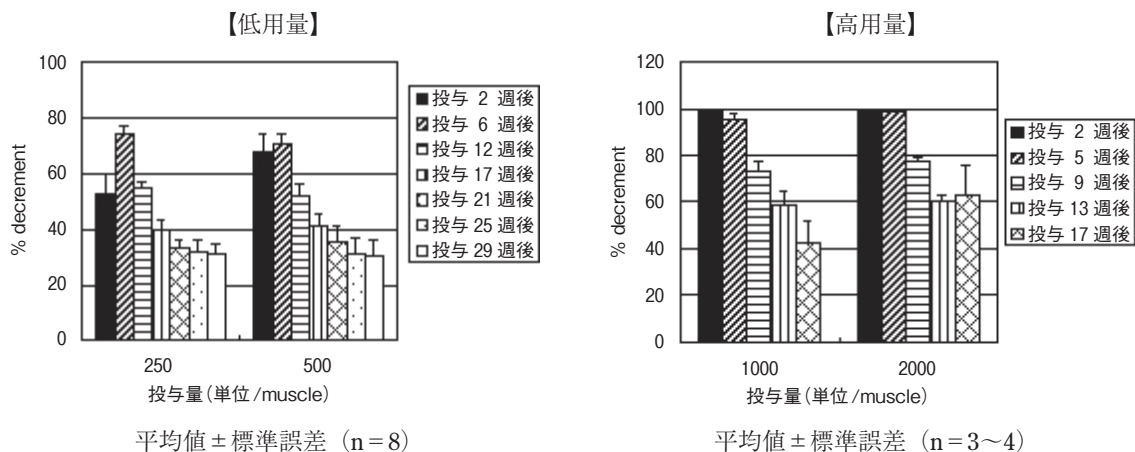 【低用量】
100
80
60
40
20
0
% decrement
250
500
投与量(単位/muscle)
投与 2 週後
投与 6 週後
投与 12 週後
投与 17 週後
投与 21 週後
投与 25 週後
投与 29 週後
平均値±標準誤差（n=8）
【高用量】
120
100
80
60
40
20
0
% decrement
1000
2000
投与量(単位/muscle)
投与 2 週後
投与 5 週後
投与 9 週後
投与 13 週後
投与 17 週後
平均値±標準誤差（n=3〜4）